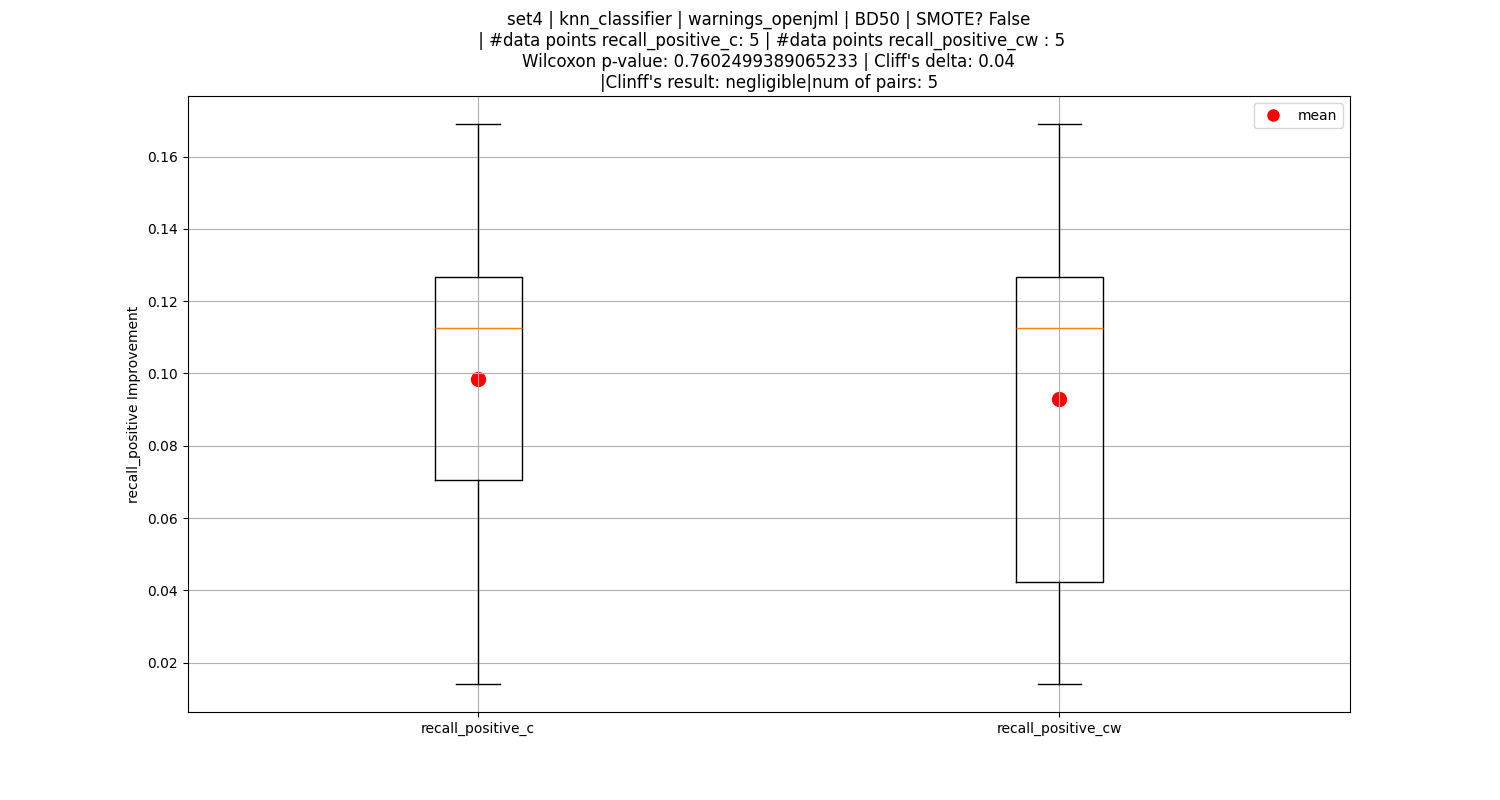 set4 | knn_classifier | warnings_openjml | BD50 | SMOTE? False
| #data points recall_positive_c: 5 | #data points recall_positive_cw : 5
Wilcoxon p-value: 0.7602499389065233 | Cliff's delta: 0.04
|Clinff's result: negligible|num of pairs: 5
mean
0.16
0.14
0.12
0.10
0.08
0.06
0.04
0.02
recall_positive Improvement
recall_positive_c
recall_positive_cw